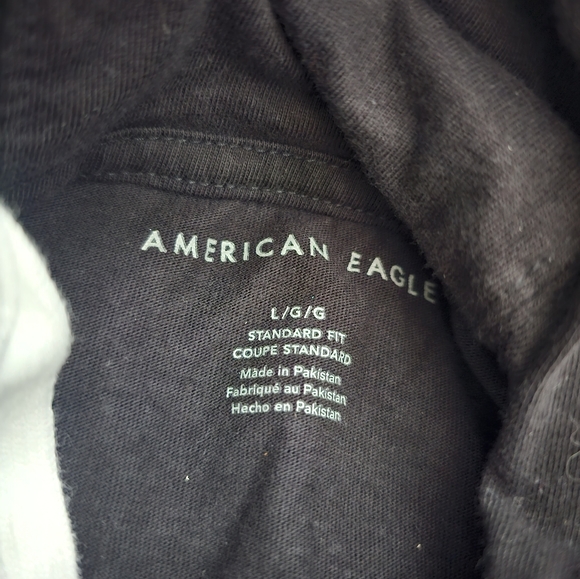 AMERICAN EAGLE
L/G/G
STANDARD FIT
COUPE STANDARD
Made in Pakistan
Fabriqué au Pakistan
Hecho en Pakistan